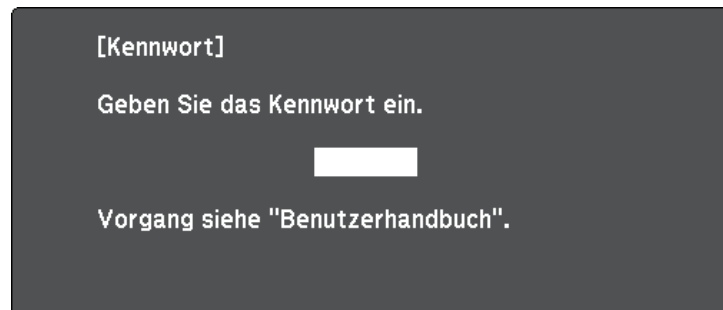 [Kennwort]
Geben Sie das Kennwort ein.
Vorgang siehe "Benutzerhandbuch".